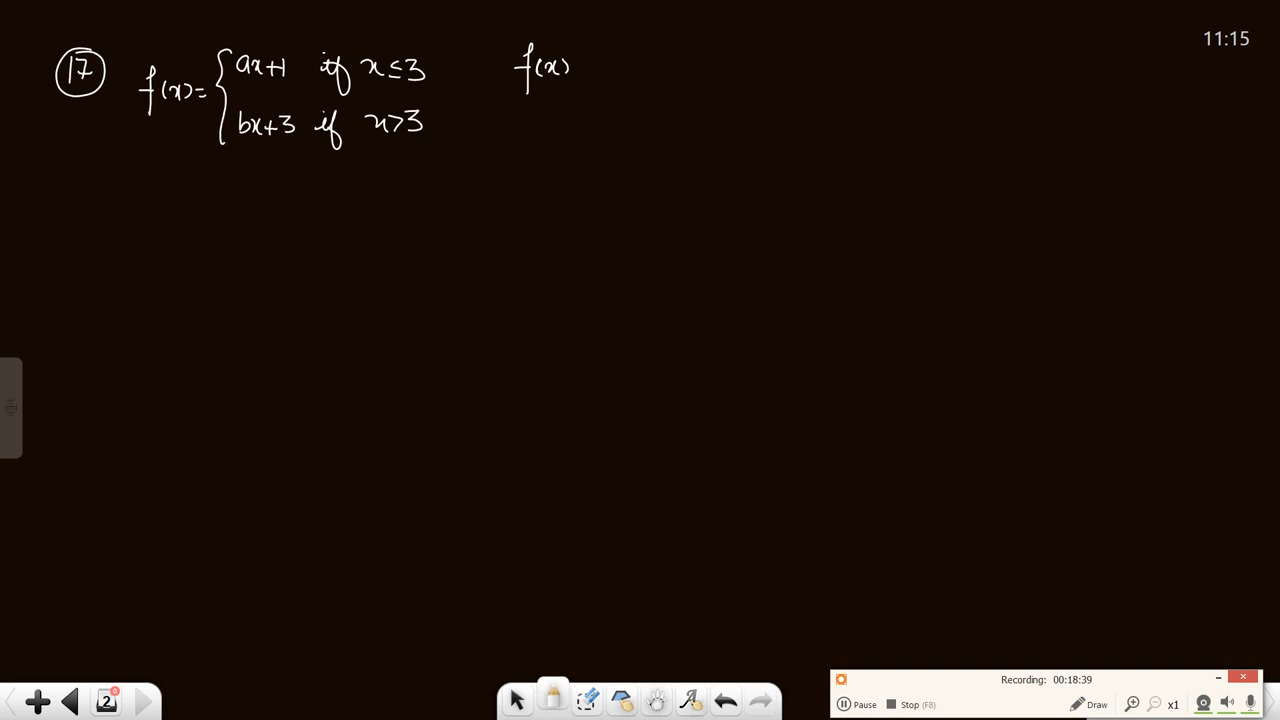 11:15
17 f(x)= { ax+1 if x≤3 f(x)
bx+3 if x>3
2 0
Recording: 00:18:39
Pause Stop (F8) Draw x1